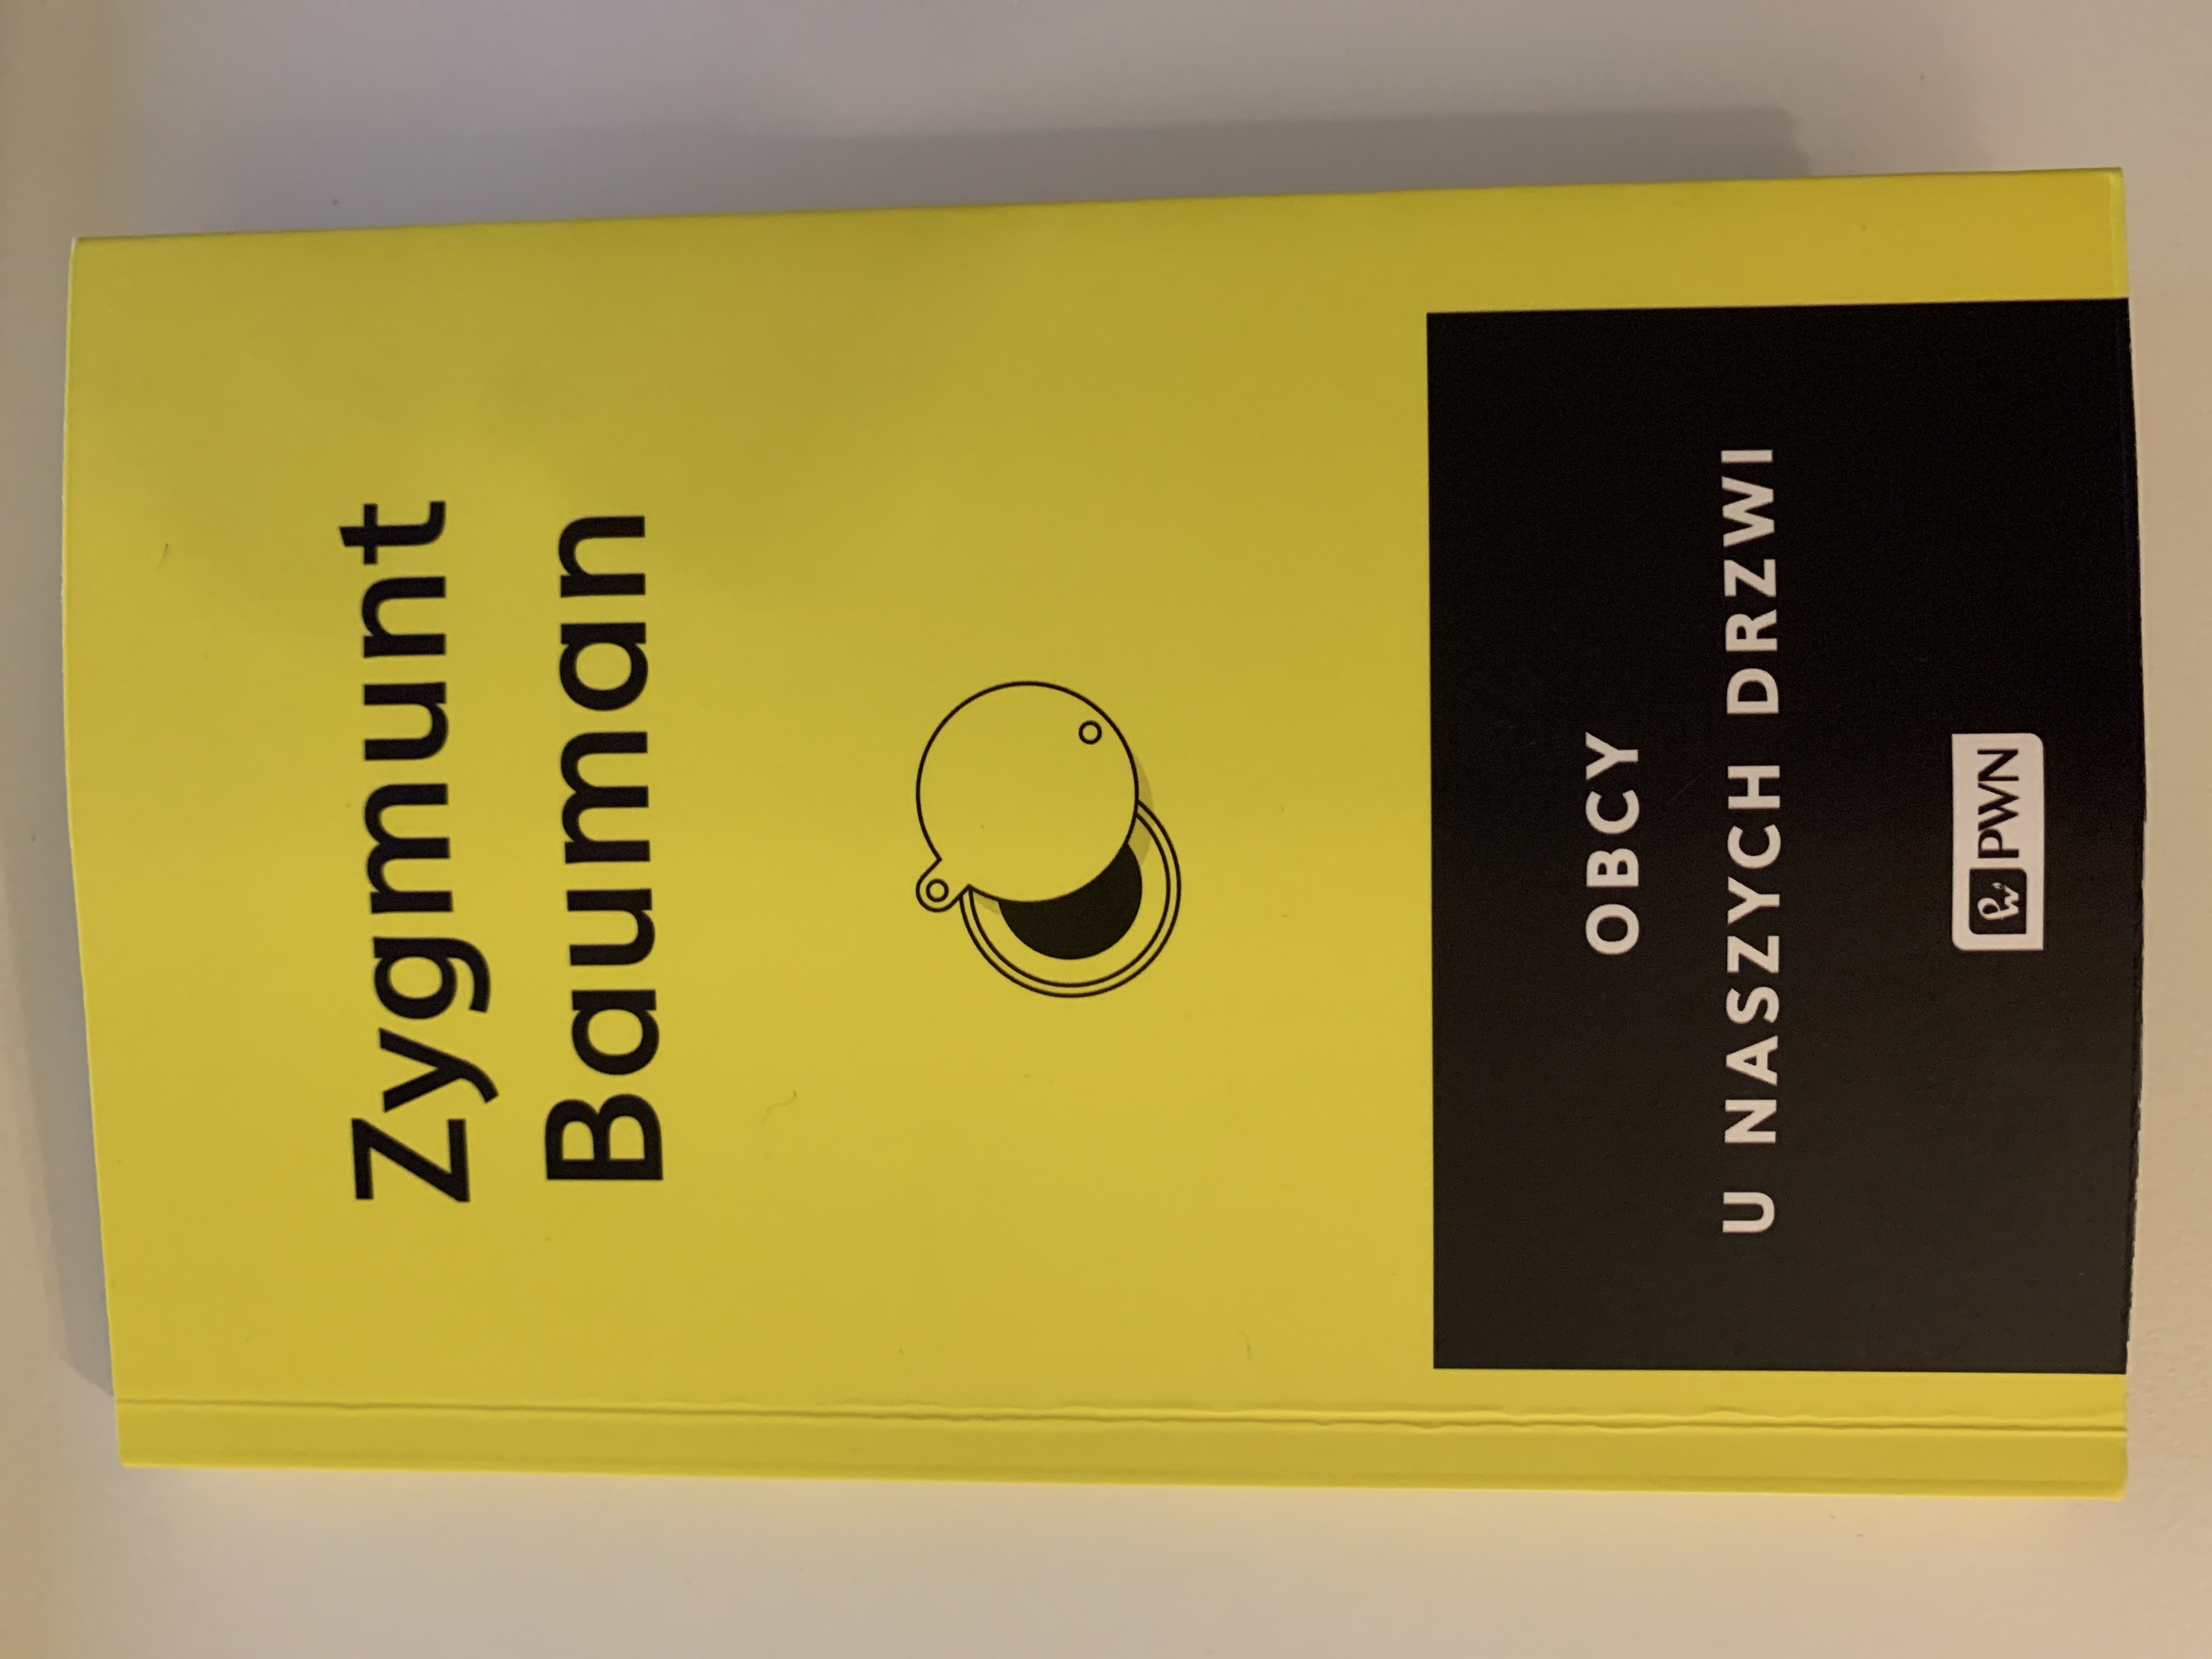 Zygmunt
Bauman
OBCY
U NASZYCH DRZWI
PWN